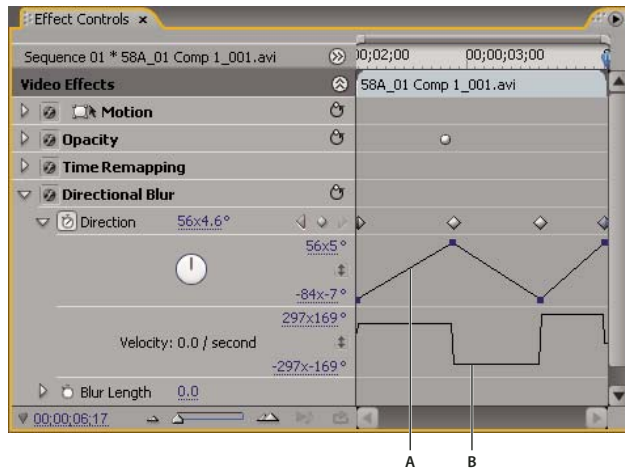 Effect Controls ×
Sequence 01 * 58A_01 Comp 1_001.avi
00;02;00 00;00;03;00
Video Effects
58A_01 Comp 1_001.avi
Motion
Opacity
Time Remapping
Directional Blur
Direction 56x4.6°
56x5°
-84x-7°
297x169°
Velocity: 0.0 / second
-297x-169°
Blur Length 0.0
00;00;06;17
A B